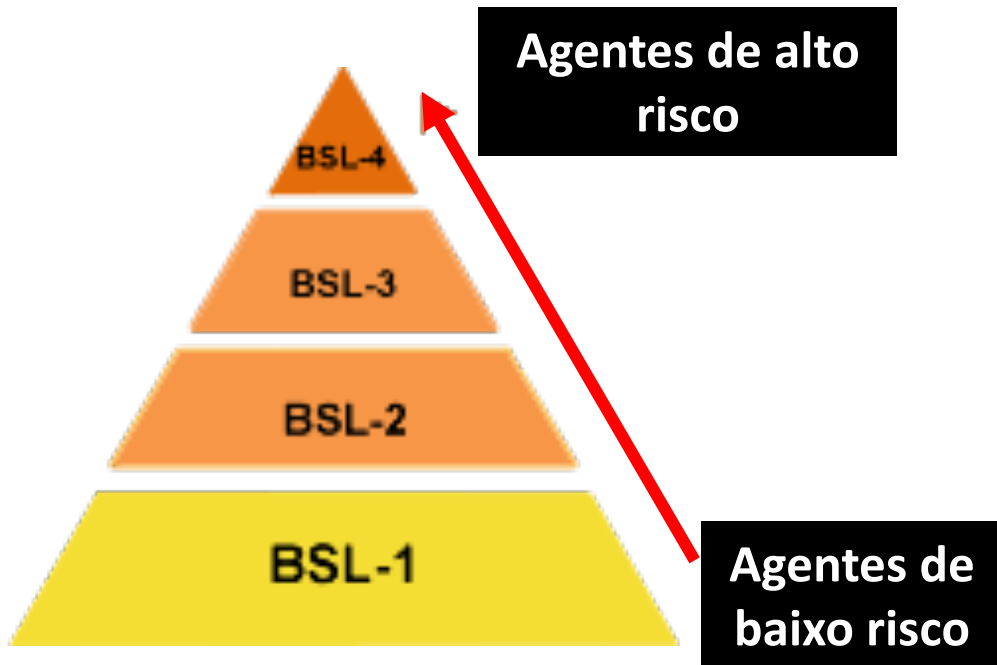 Agentes de alto
risco
BSL-4
BSL-3
BSL-2
BSL-1
Agentes de
baixo risco